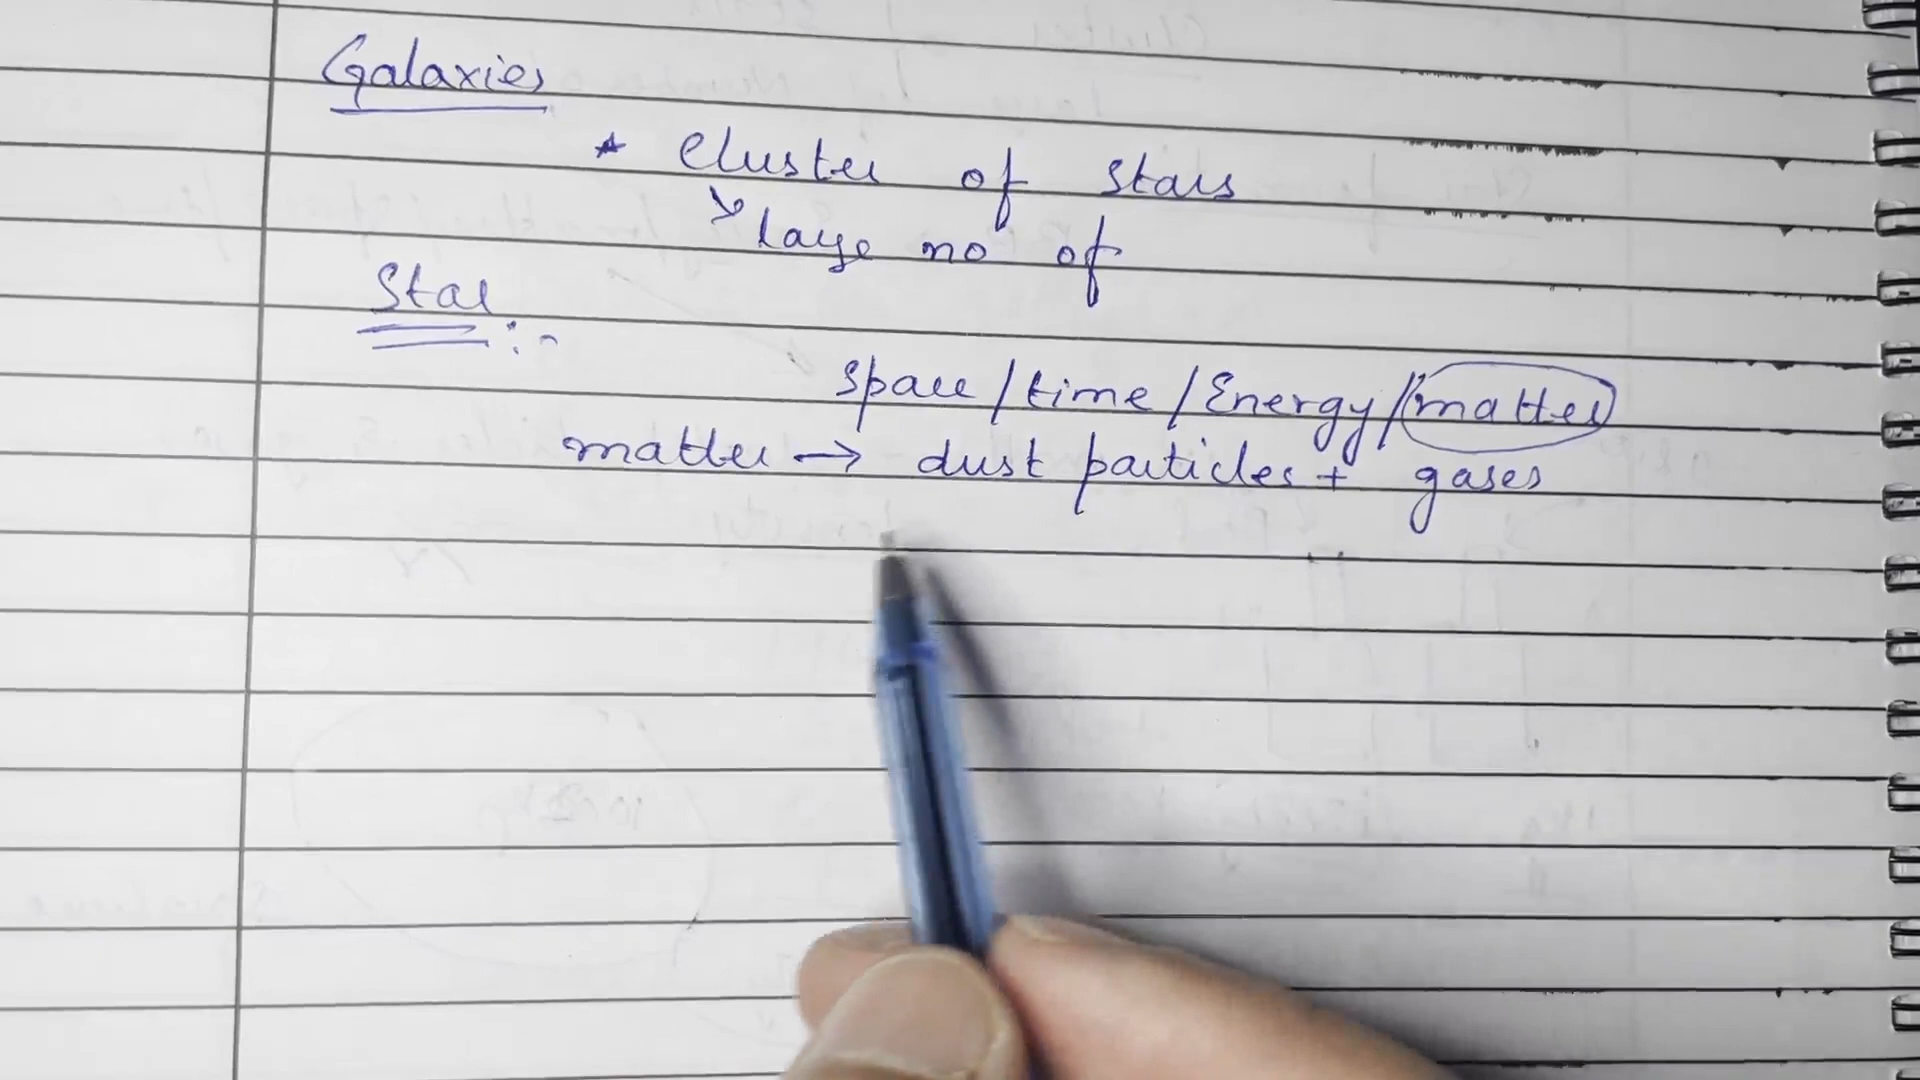 Galaxies
* Cluster of stars
↘ large no of
Star :-
space / time / Energy / matter
matter → dust particles + gases